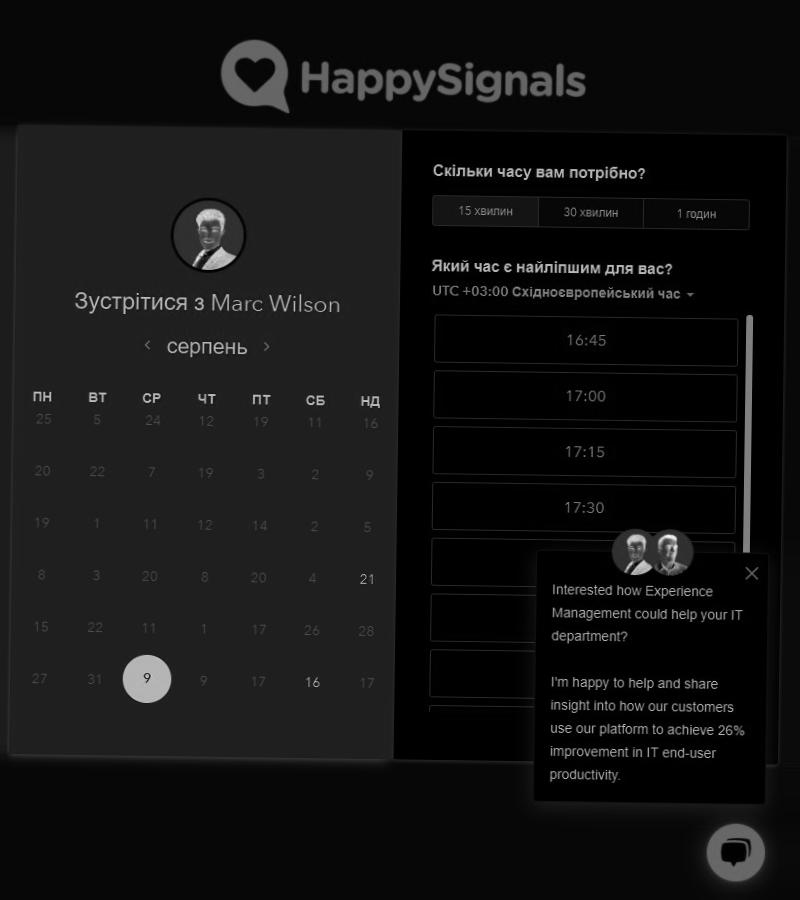 HappySignals
Зустрітися з Marc Wilson
серпень
ПН ВТ СР ЧТ ПТ СБ НД
25 5 24 12 19 11 16
20 22 7 19 3 2 9
19 1 11 12 14 2 5
8 3 20 8 20 4 21
15 22 11 1 17 26 28
27 31 9 9 17 16 17
Скільки часу вам потрібно?
15 хвилин 30 хвилин 1 годин
Який час є найліпшим для вас?
UTC +03:00 Східноєвропейський час
16:45
17:00
17:15
17:30
Interested how Experience
Management could help your IT
department?
I'm happy to help and share
insight into how our customers
use our platform to achieve 26%
improvement in IT end-user
productivity.